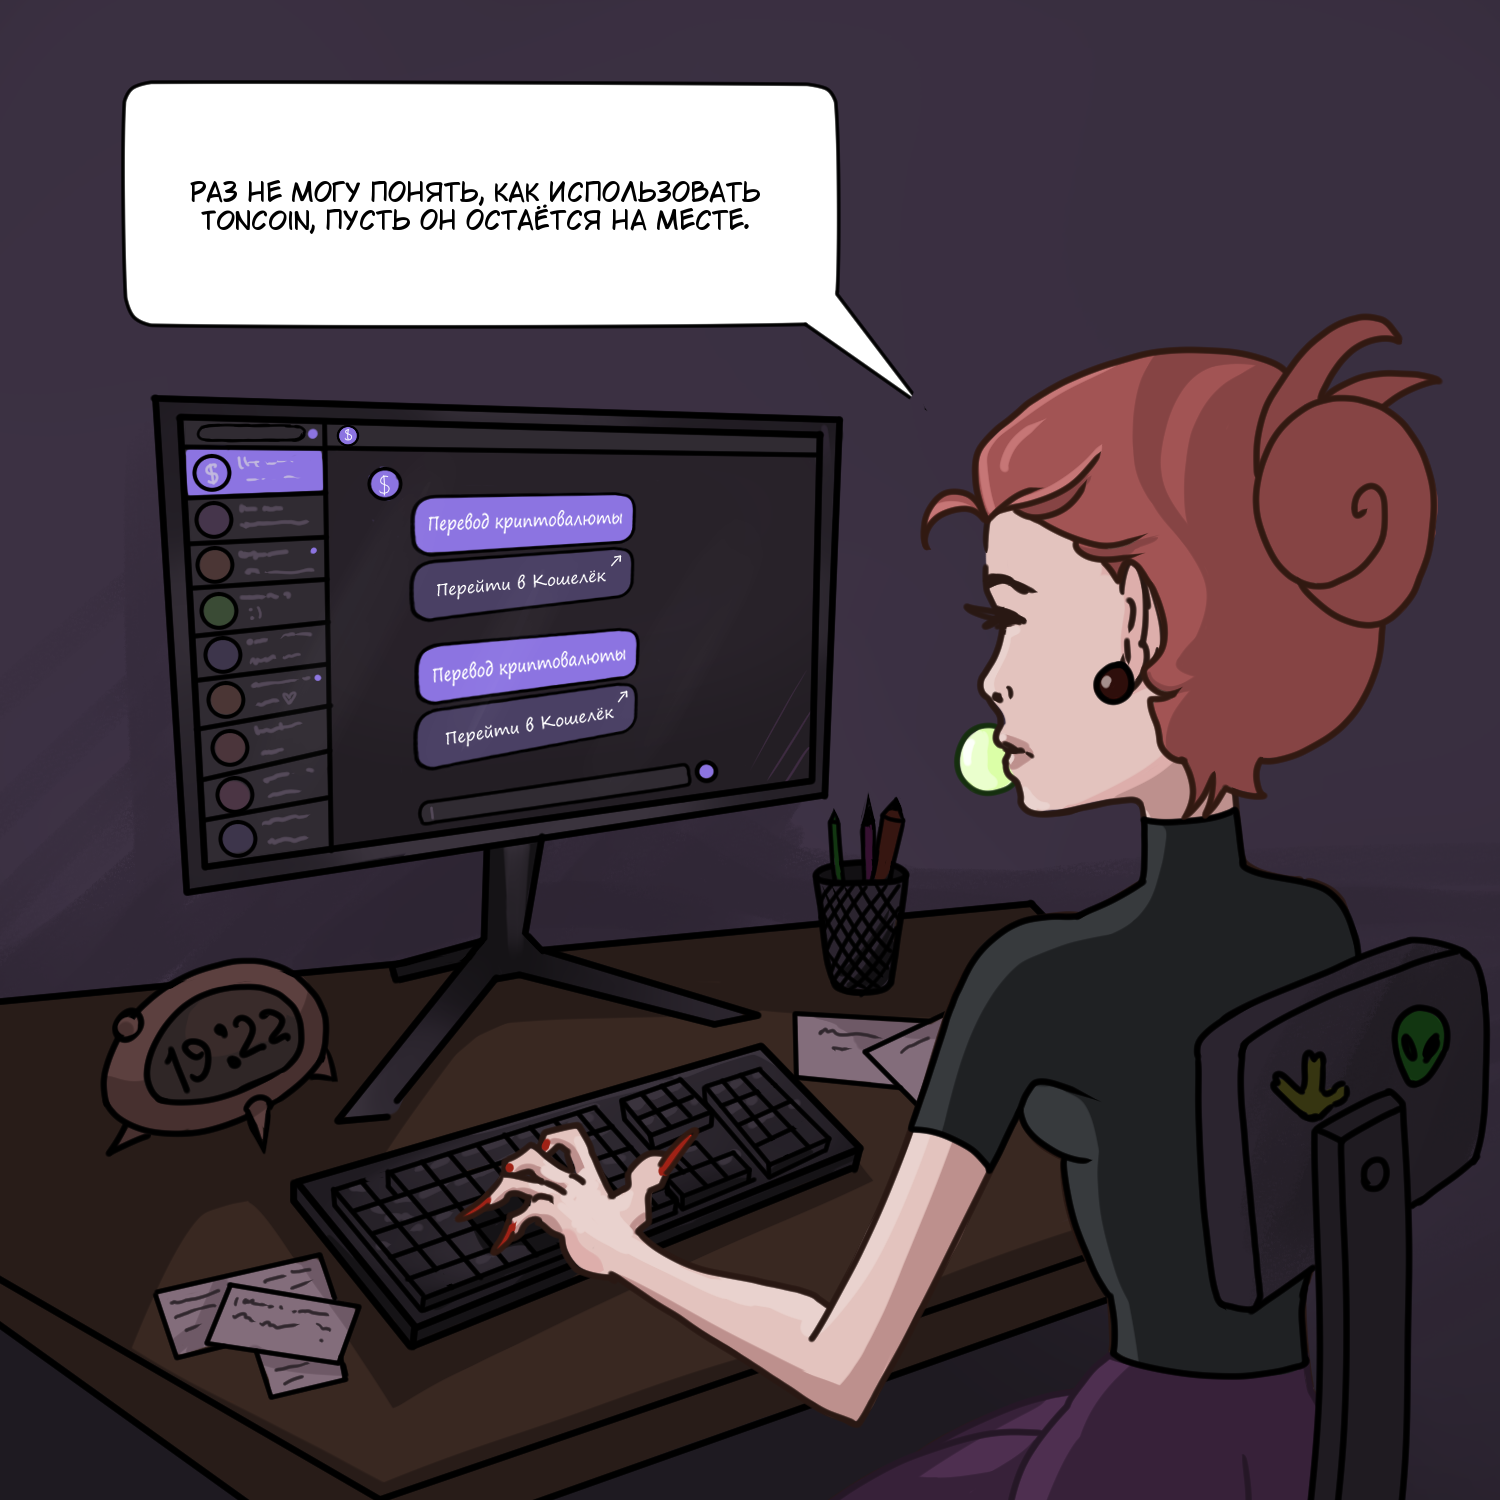 РАЗ НЕ МОГУ ПОНЯТЬ, КАК ИСПОЛЬЗОВАТЬ
TONCOIN, ПУСТЬ ОН ОСТАЁТСЯ НА МЕСТЕ.
$
$
$
Перевод криптовалюты
Перейти в Кошелёк
:)
Перевод криптовалюты
Перейти в Кошелёк
19:22